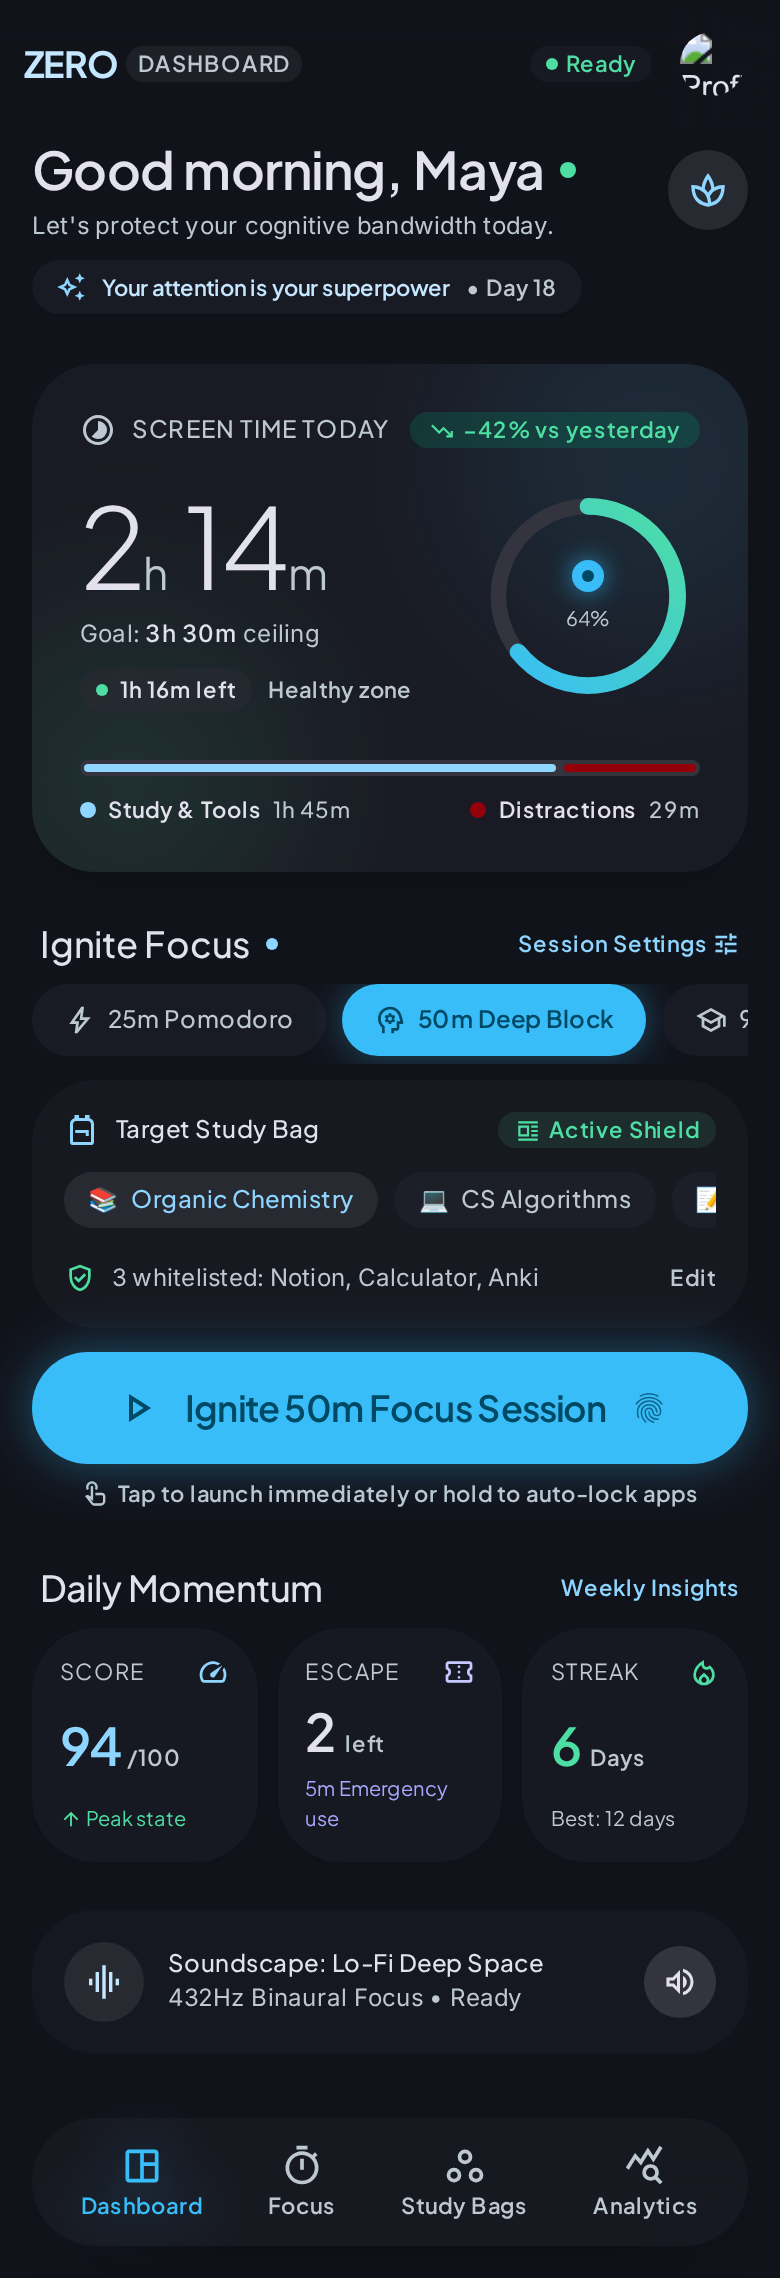 ZERO DASHBOARD
Ready
Good morning, Maya
Let's protect your cognitive bandwidth today.
Your attention is your superpower • Day 18
SCREEN TIME TODAY
−42% vs yesterday
2h 14m
64%
Goal: 3h 30m ceiling
1h 16m left
Healthy zone
Study & Tools 1h 45m
Distractions 29m
Ignite Focus
Session Settings
25m Pomodoro
50m Deep Block
Target Study Bag
Active Shield
📚 Organic Chemistry
💻 CS Algorithms
📝
3 whitelisted: Notion, Calculator, Anki
Edit
Ignite 50m Focus Session
Tap to launch immediately or hold to auto-lock apps
Daily Momentum
Weekly Insights
SCORE
94 /100
↑ Peak state
ESCAPE
2 left
5m Emergency
use
STREAK
6 Days
Best: 12 days
Soundscape: Lo-Fi Deep Space
432Hz Binaural Focus • Ready
Dashboard
Focus
Study Bags
Analytics